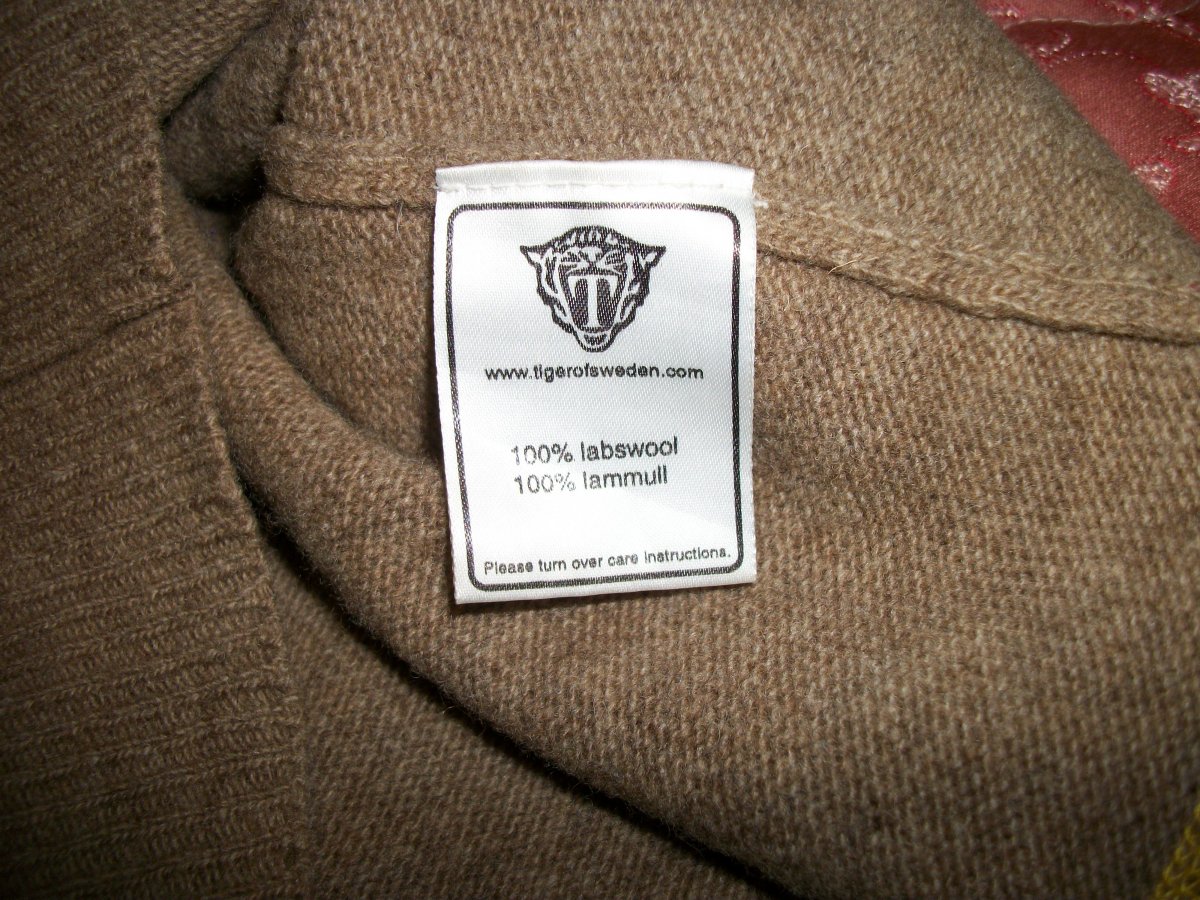 T
www.tigerofsweden.com
100% labswool
100% lammull
Please turn over care instructions.